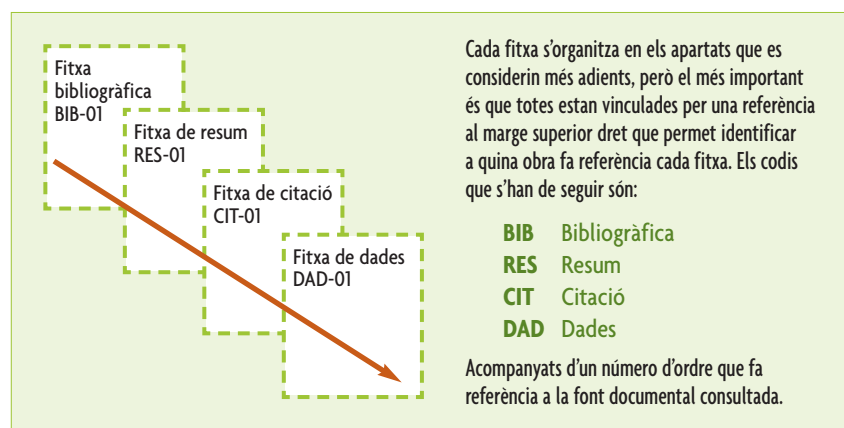 Fitxa
bibliogràfica
BIB-01
Fitxa de resum
RES-01
Fitxa de citació
CIT-01
Fitxa de dades
DAD-01
Cada fitxa s’organitza en els apartats que es
considerin més adients, però el més important
és que totes estan vinculades per una referència
al marge superior dret que permet identificar
a quina obra fa referència cada fitxa. Els codis
que s’han de seguir són:
BIB Bibliogràfica
RES Resum
CIT Citació
DAD Dades
Acompanyats d’un número d’ordre que fa
referència a la font documental consultada.